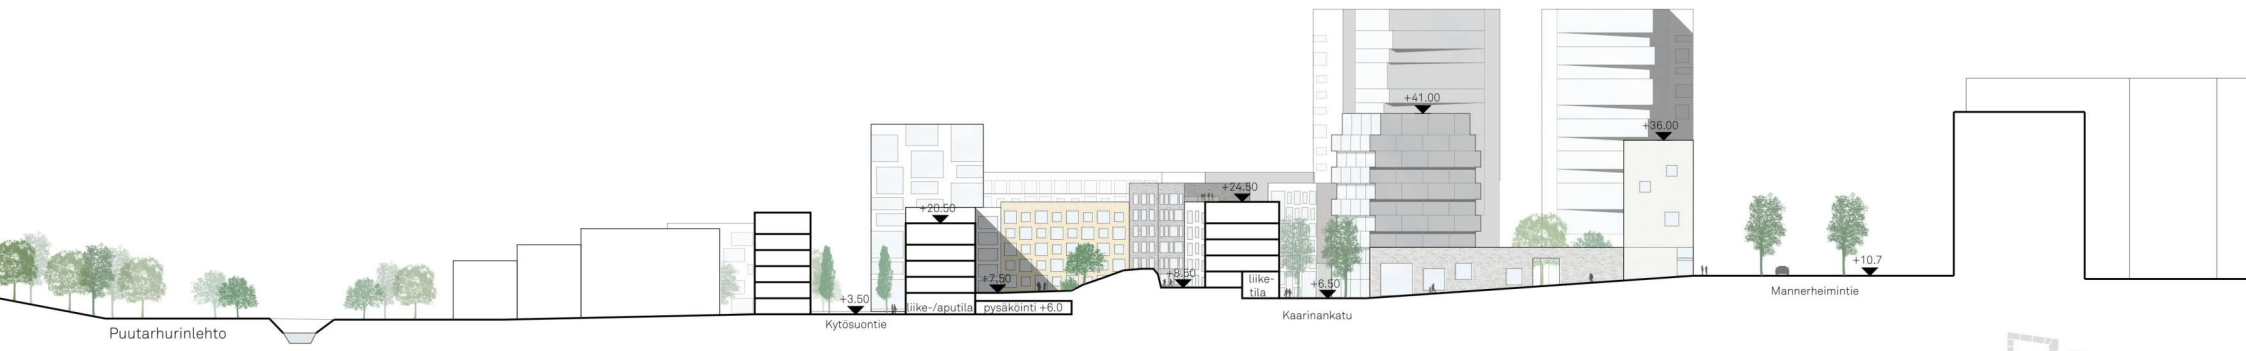 +41.00
+36.00
+24.50
+20.50
+7.50
+8.50
+3.50
liike-/aputila
pysäköinti +6.0
liike-
tila
+6.50
+10.7
Puutarhurinlehto
Kytösuontie
Kaarinankatu
Mannerheimintie